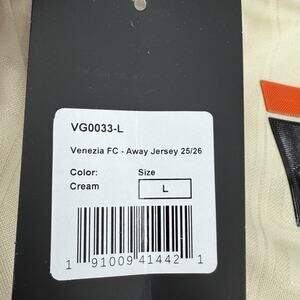 VG0033-L
Venezia FC - Away Jersey 25/26
Color: Size
Cream L
1 91009 41442 1